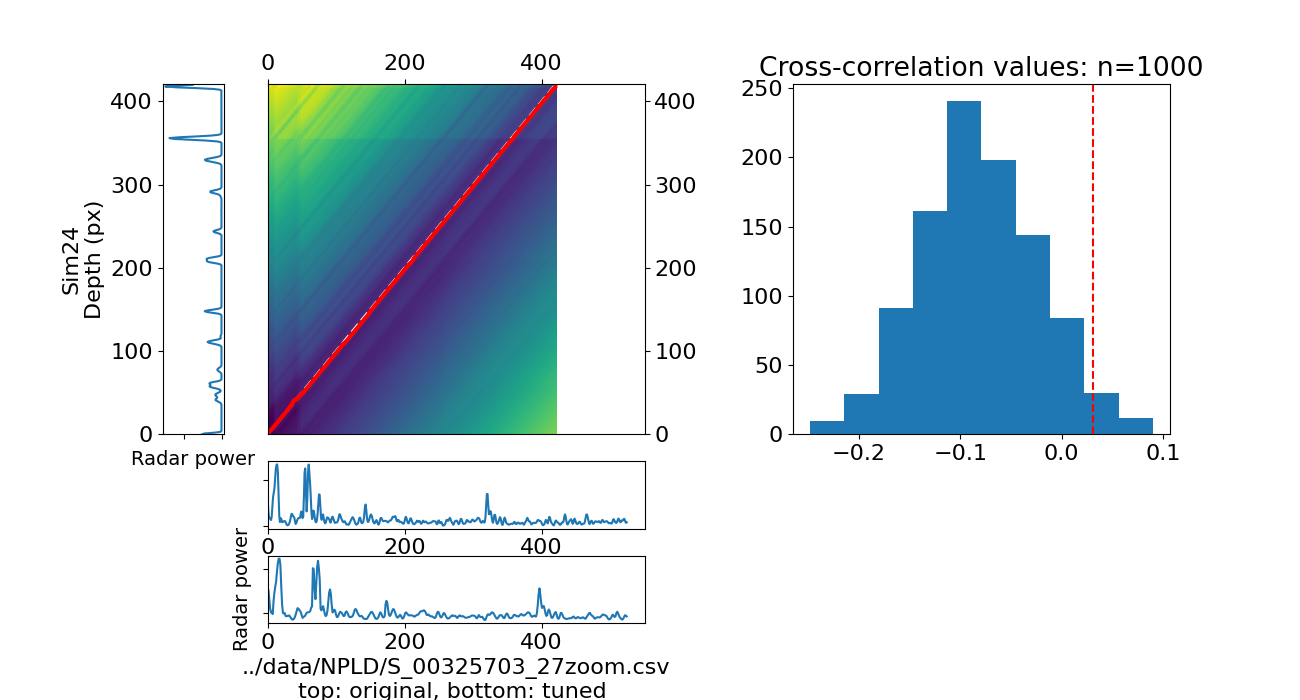 0 200 400
Cross-correlation values: n=1000
400
300
200
100
0
Sim24
Depth (px)
Radar power
400
300
200
100
0
250
200
150
100
50
0
−0.2 −0.1 0.0 0.1
0 200 400
Radar power
0 200 400
../data/NPLD/S_00325703_27zoom.csv
top: original, bottom: tuned